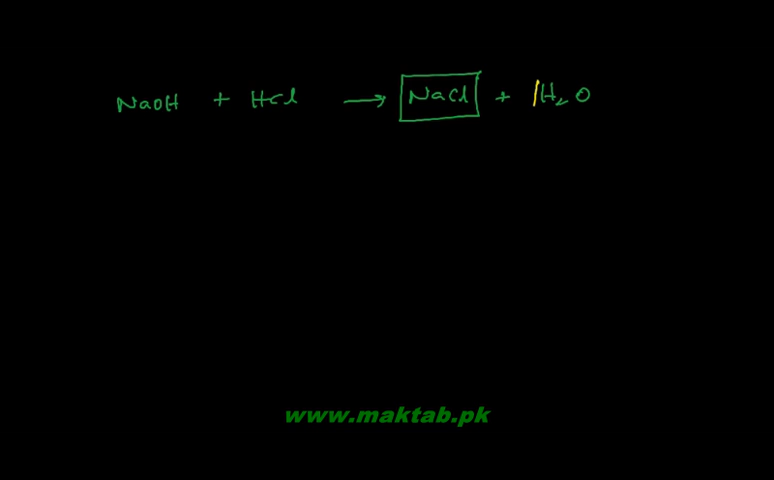 NaOH + HCl → NaCl + H₂O
www.maktab.pk